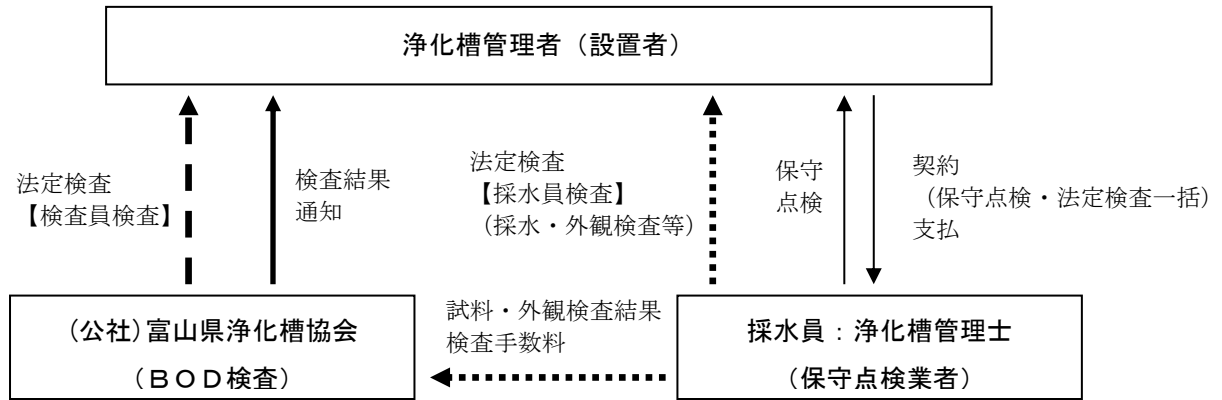 浄化槽管理者（設置者）
法定検査
【検査員検査】
検査結果
通知
法定検査
【採水員検査】
（採水・外観検査等）
保守
点検
契約
（保守点検・法定検査一括）
支払
（公社）富山県浄化槽協会
（ＢＯＤ検査）
試料・外観検査結果
検査手数料
採水員：浄化槽管理士
（保守点検業者）